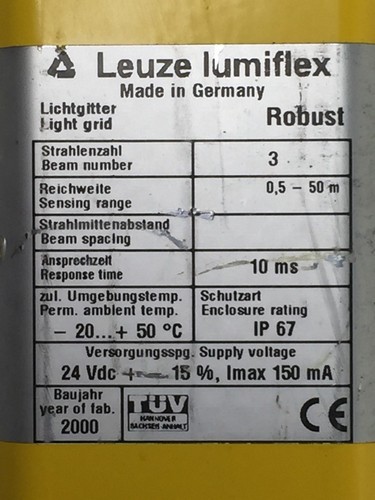 Leuze lumiflex
Made in Germany
Lichtgitter
Light grid
Robust
Strahlenzahl
Beam number
3
Reichweite
Sensing range
0,5 – 50 m
Strahlmittenabstand
Beam spacing
Ansprechzeit
Response time
10 ms
zul. Umgebungstemp.
Perm. ambient temp.
– 20...+ 50 °C
Schutzart
Enclosure rating
IP 67
Versorgungsspg. Supply voltage
24 Vdc +– 15 %, Imax 150 mA
Baujahr
year of fab.
2000
TÜV
HANNOVER
SACHSEN-ANHALT
CE